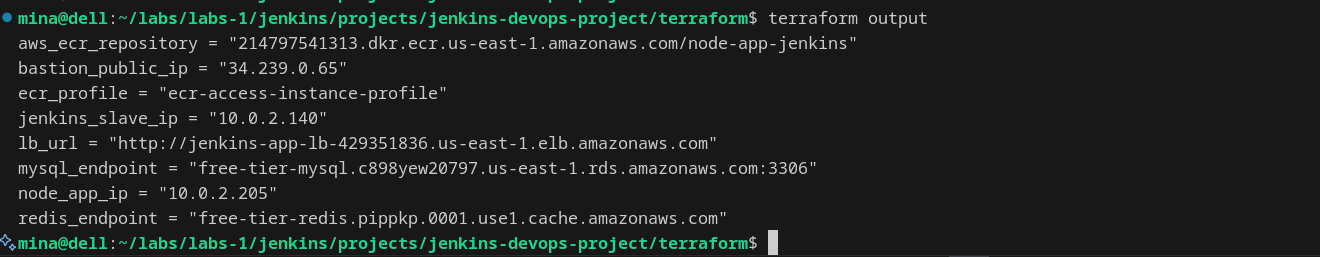 mina@dell:~/labs/labs-1/jenkins/projects/jenkins-devops-project/terraform$ terraform output
aws_ecr_repository = "214797541313.dkr.ecr.us-east-1.amazonaws.com/node-app-jenkins"
bastion_public_ip = "34.239.0.65"
ecr_profile = "ecr-access-instance-profile"
jenkins_slave_ip = "10.0.2.140"
lb_url = "http://jenkins-app-lb-429351836.us-east-1.elb.amazonaws.com"
mysql_endpoint = "free-tier-mysql.c898yew20797.us-east-1.rds.amazonaws.com:3306"
node_app_ip = "10.0.2.205"
redis_endpoint = "free-tier-redis.pippkp.0001.use1.cache.amazonaws.com"
mina@dell:~/labs/labs-1/jenkins/projects/jenkins-devops-project/terraform$